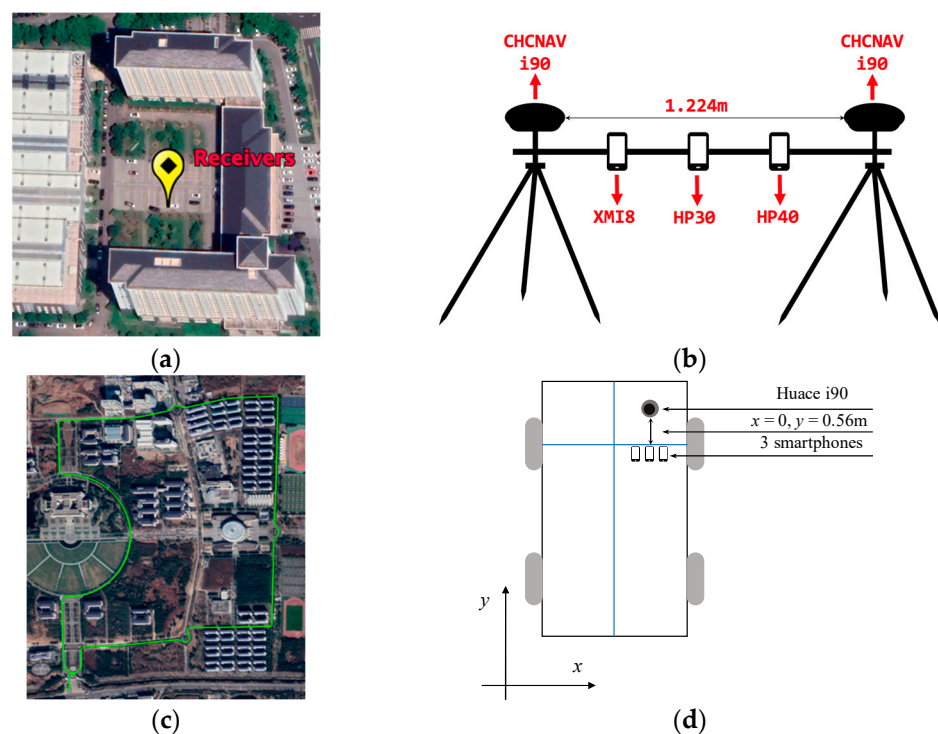 Receivers
(a)
CHCNAV
i90
CHCNAV
i90
1.224m
XMI8
HP30
HP40
(b)
(c)
Huace i90
x = 0, y = 0.56m
3 smartphones
y
x
(d)